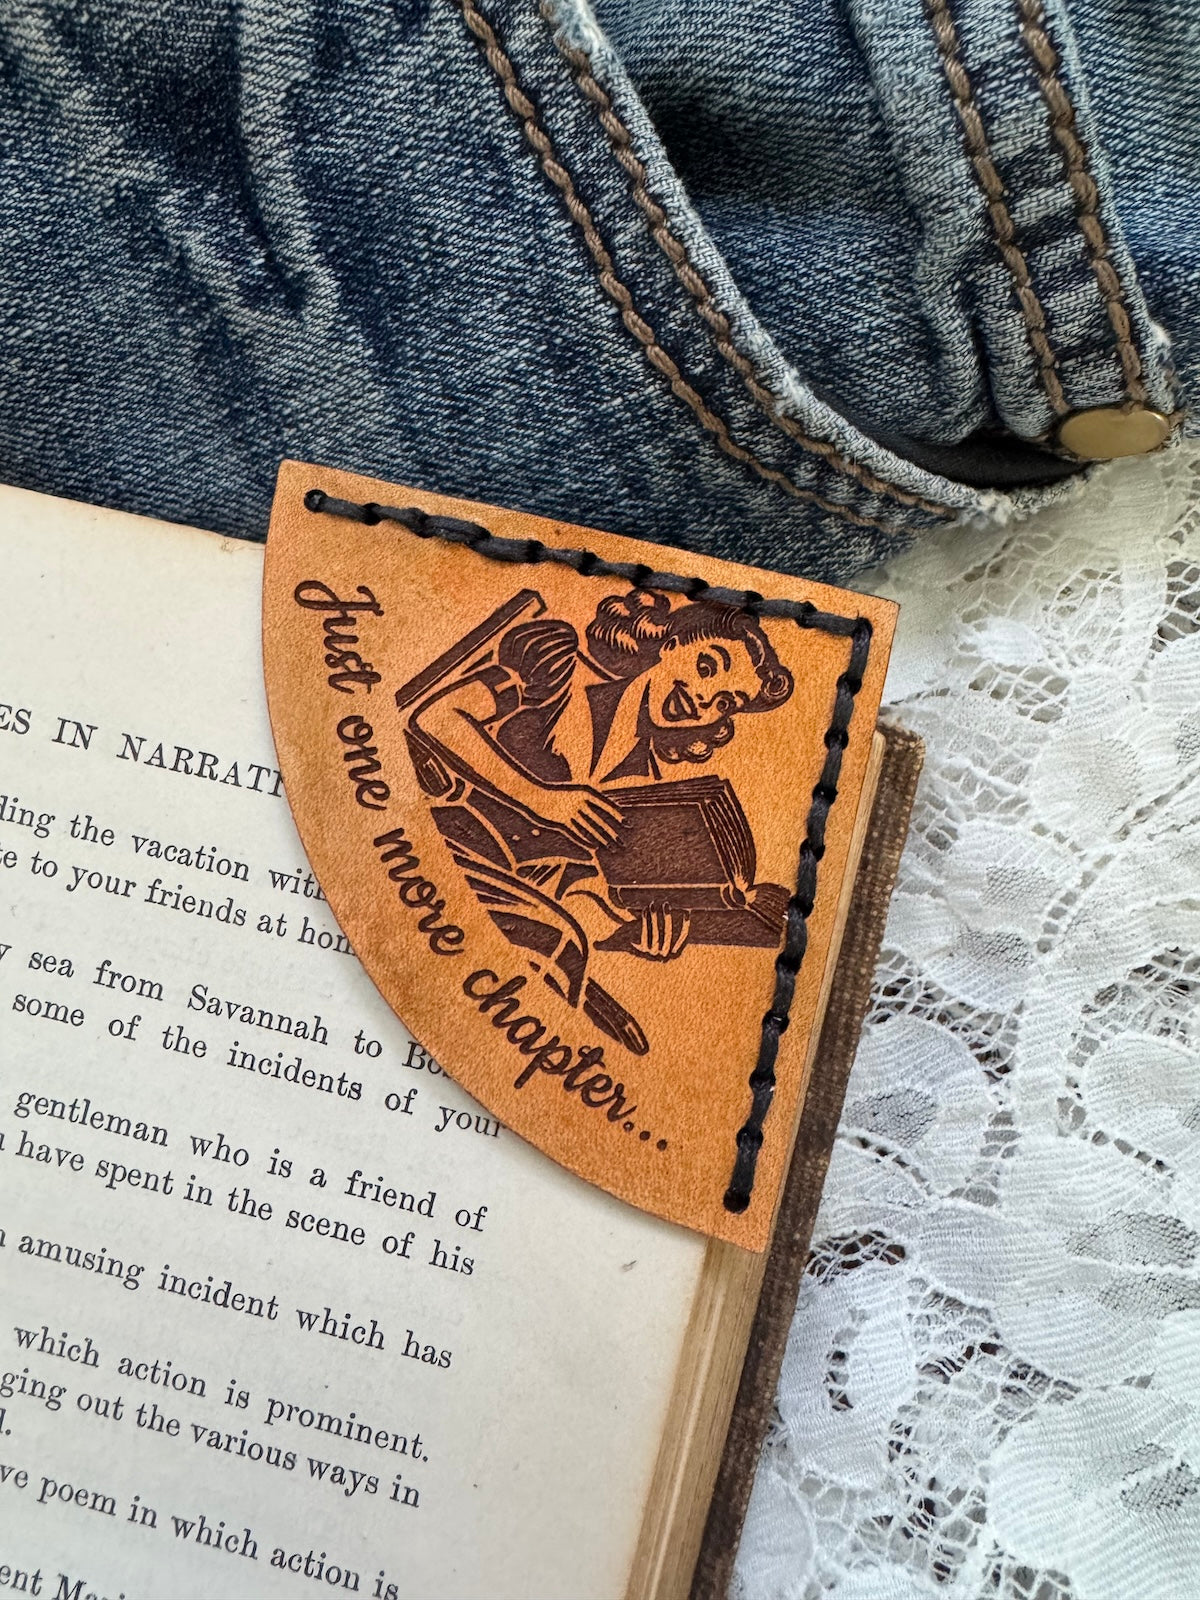 Just one more chapter...
IN NARRATI
ding the vacation with
te to your friends at hom
sea from Savannah to Bo
some of the incidents of your
gentleman who is a friend of
have spent in the scene of his
amusing incident which has
which action is prominent.
ging out the various ways in
d.
ve poem in which action is
ent